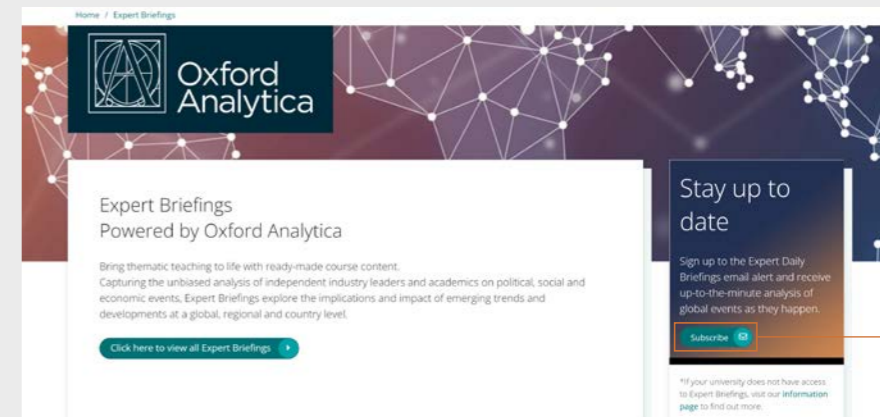 Home / Expert Briefings
Oxford
Analytica
Expert Briefings
Powered by Oxford Analytica
Bring thematic teaching to life with ready-made course content.
Capturing the unbiased analysis of independent industry leaders and academics on political, social and
economic events, Expert Briefings explore the implications and impact of emerging trends and
developments at a global, regional and country level.
Click here to view all Expert Briefings
Stay up to
date
Sign up to the Expert Daily
Briefings email alert and receive
up-to-the-minute analysis of
global events as they happen.
Subscribe
*If your university does not have access
to Expert Briefings, visit our information
page to find out more.